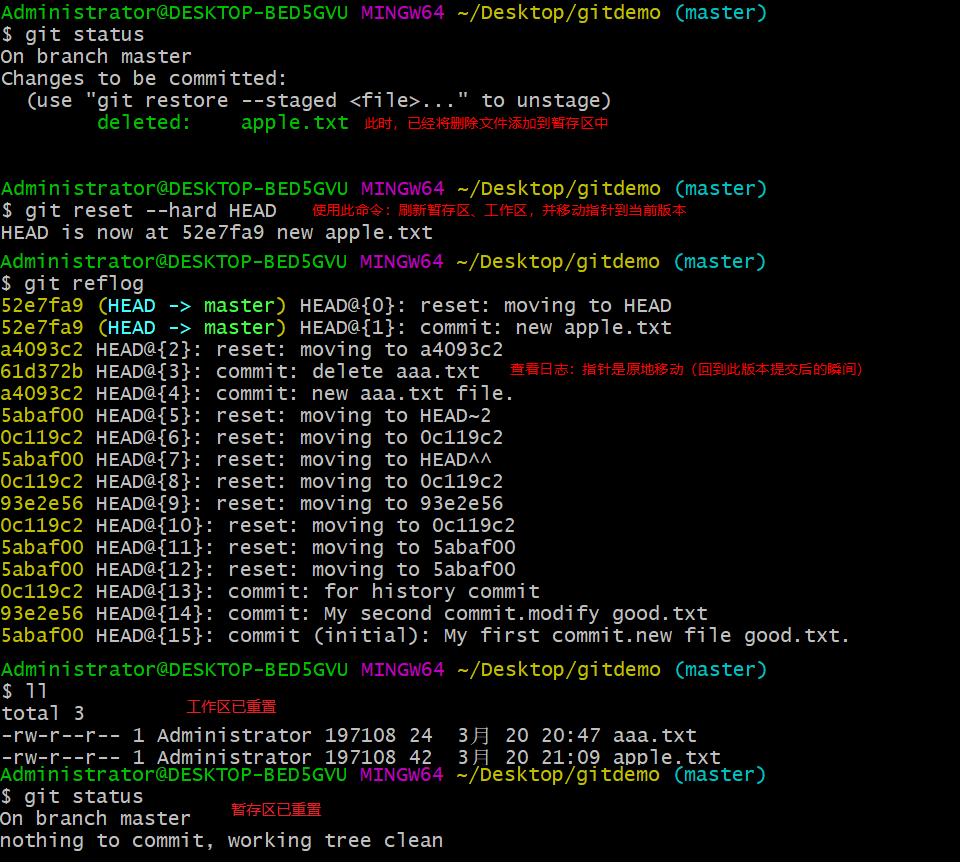 Administrator@DESKTOP-BED5GVU MINGW64 ~/Desktop/gitdemo (master)
$ git status
On branch master
Changes to be committed:
(use "git restore --staged <file>..." to unstage)
deleted: apple.txt 此时，已经将删除文件添加到暂存区中
Administrator@DESKTOP-BED5GVU MINGW64 ~/Desktop/gitdemo (master)
$ git reset --hard HEAD 使用此命令：刷新暂存区、工作区，并移动指针到当前版本
HEAD is now at 52e7fa9 new apple.txt
Administrator@DESKTOP-BED5GVU MINGW64 ~/Desktop/gitdemo (master)
$ git reflog
52e7fa9 (HEAD -> master) HEAD@{0}: reset: moving to HEAD
52e7fa9 (HEAD -> master) HEAD@{1}: commit: new apple.txt
a4093c2 HEAD@{2}: reset: moving to a4093c2
61d372b HEAD@{3}: commit: delete aaa.txt 查看日志：指针是原地移动（回到此版本提交后的瞬间）
a4093c2 HEAD@{4}: commit: new aaa.txt file.
5abaf00 HEAD@{5}: reset: moving to HEAD~2
0c119c2 HEAD@{6}: reset: moving to 0c119c2
5abaf00 HEAD@{7}: reset: moving to HEAD^^
0c119c2 HEAD@{8}: reset: moving to 0c119c2
93e2e56 HEAD@{9}: reset: moving to 93e2e56
0c119c2 HEAD@{10}: reset: moving to 0c119c2
5abaf00 HEAD@{11}: reset: moving to 5abaf00
5abaf00 HEAD@{12}: reset: moving to 5abaf00
0c119c2 HEAD@{13}: commit: for history commit
93e2e56 HEAD@{14}: commit: My second commit.modify good.txt
5abaf00 HEAD@{15}: commit (initial): My first commit.new file good.txt.
Administrator@DESKTOP-BED5GVU MINGW64 ~/Desktop/gitdemo (master)
$ ll
工作区已重置
total 3
-rw-r--r-- 1 Administrator 197108 24 3月 20 20:47 aaa.txt
-rw-r--r-- 1 Administrator 197108 42 3月 20 21:09 apple.txt
Administrator@DESKTOP-BED5GVU MINGW64 ~/Desktop/gitdemo (master)
$ git status
暂存区已重置
On branch master
nothing to commit, working tree clean